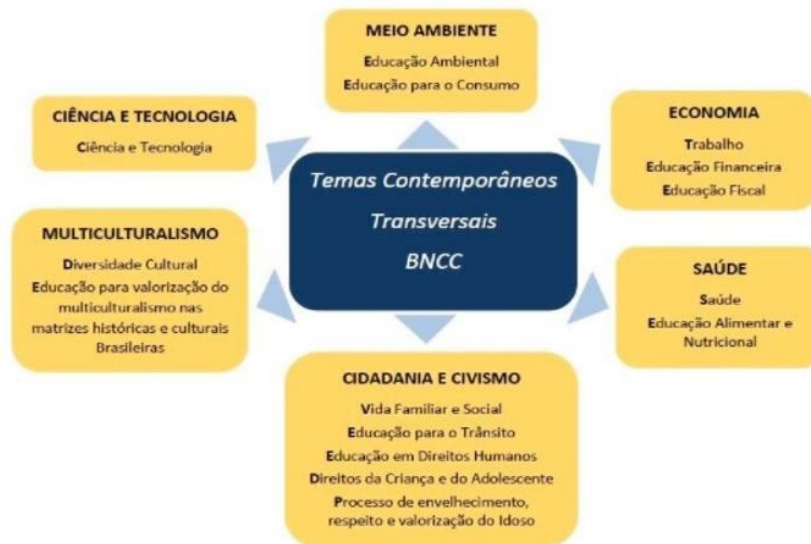 MEIO AMBIENTE
Educação Ambiental
Educação para o Consumo
CIÊNCIA E TECNOLOGIA
Ciência e Tecnologia
ECONOMIA
Trabalho
Educação Financeira
Educação Fiscal
Temas Contemporâneos
Transversais
BNCC
MULTICULTURALISMO
Diversidade Cultural
Educação para valorização do
multiculturalismo nas
matrizes históricas e culturais
Brasileiras
SAÚDE
Saúde
Educação Alimentar e
Nutricional
CIDADANIA E CIVISMO
Vida Familiar e Social
Educação para o Trânsito
Educação em Direitos Humanos
Direitos da Criança e do Adolescente
Processo de envelhecimento,
respeito e valorização do Idoso